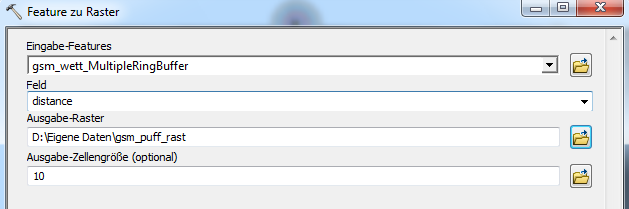 Feature zu Raster
Eingabe-Features
gsm_wett_MultipleRingBuffer
Feld
distance
Ausgabe-Raster
D:\Eigene Daten\gsm_puff_rast
Ausgabe-Zellengröße (optional)
10